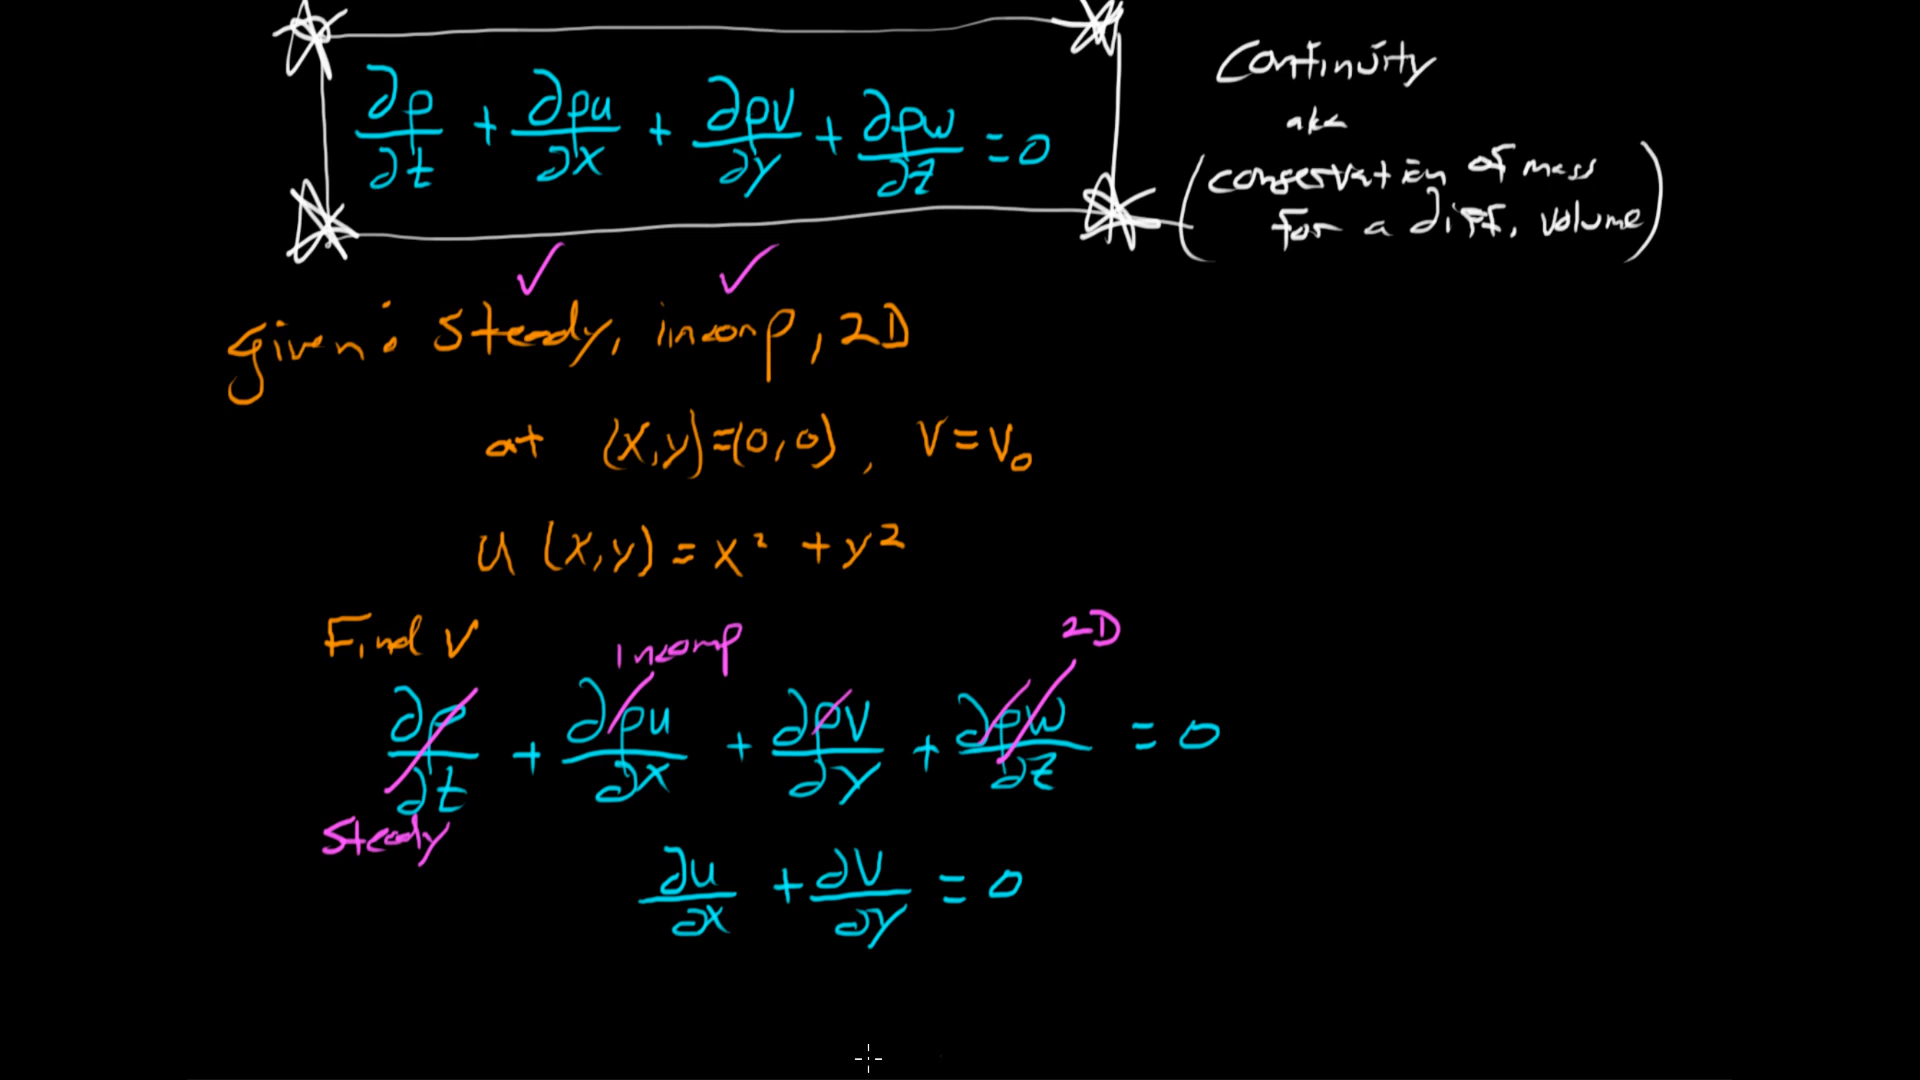 ∂ρ/∂t + ∂ρu/∂x + ∂ρv/∂y + ∂ρw/∂z = 0
Continuity
aka
(conservation of mass
for a diff. volume)
given: Steady, incomp, 2D
at (x,y)=(0,0), v=v₀
u (x,y) = x² + y²
Find v
incomp
2D
∂ρ/∂t + ∂ρu/∂x + ∂ρv/∂y + ∂ρw/∂z = 0
Steady
∂u/∂x + ∂v/∂y = 0